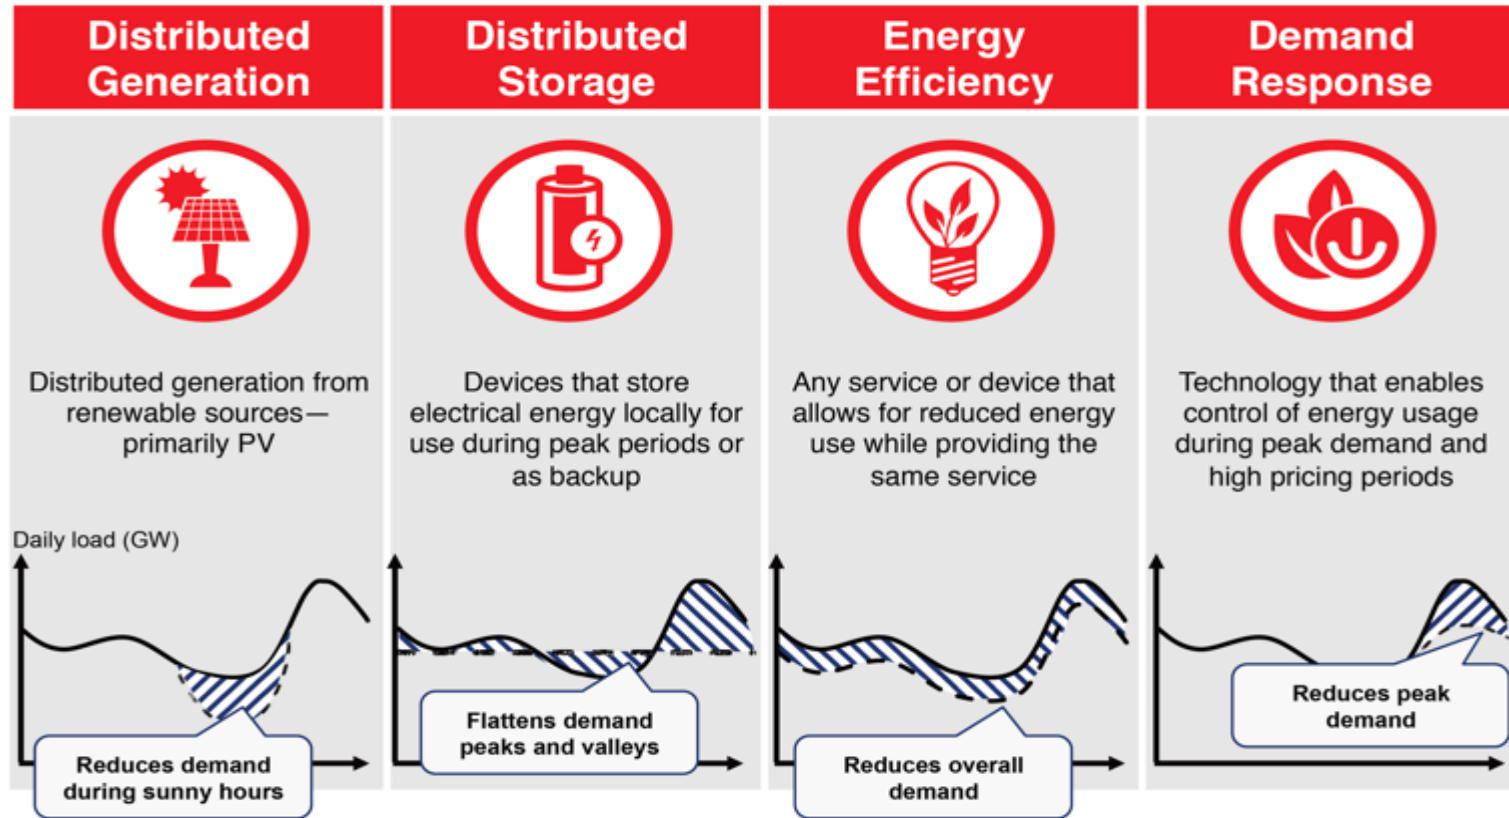 Distributed
Generation
Distributed
Storage
Energy
Efficiency
Demand
Response
Distributed generation from
renewable sources—
primarily PV
Devices that store
electrical energy locally for
use during peak periods or
as backup
Any service or device that
allows for reduced energy
use while providing the
same service
Technology that enables
control of energy usage
during peak demand and
high pricing periods
Daily load (GW)
Reduces demand
during sunny hours
Flattens demand
peaks and valleys
Reduces overall
demand
Reduces peak
demand